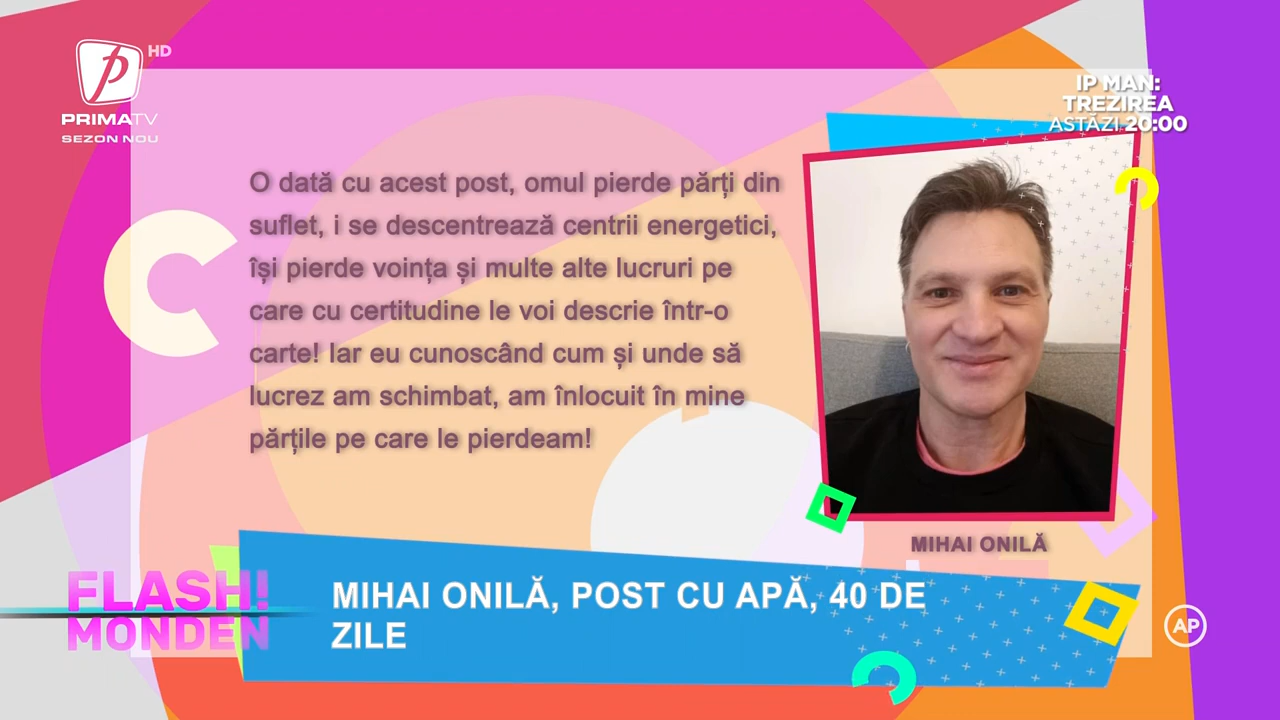 HD
PRIMATV
SEZON NOU
IP MAN:
TREZIREA
ASTĂZI 20:00
O dată cu acest post, omul pierde părți din
suflet, i se descentrează centrii energetici,
își pierde voința și multe alte lucruri pe
care cu certitudine le voi descrie într-o
carte! Iar eu cunoscând cum și unde să
lucrez am schimbat, am înlocuit în mine
părțile pe care le pierdeam!
MIHAI ONILĂ
FLASH!
MONDEN
MIHAI ONILĂ, POST CU APĂ, 40 DE
ZILE
AP